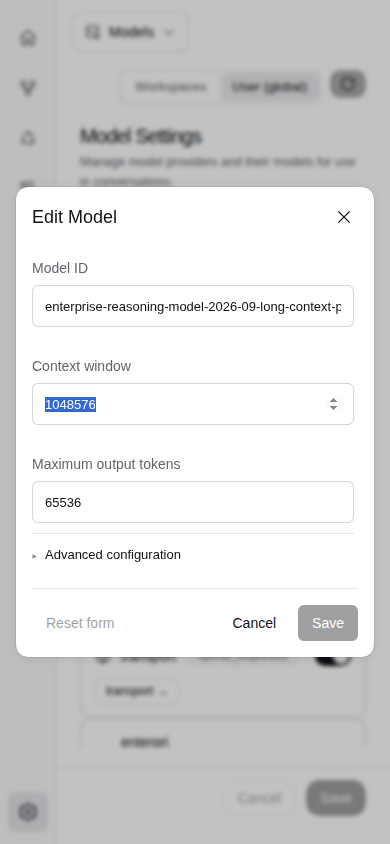 Models
Workspaces
User (global)
Model Settings
Manage model providers and their models for use
in conversations.
Edit Model
Model ID
enterprise-reasoning-model-2026-09-long-context-p
Context window
1048576
Maximum output tokens
65536
Advanced configuration
Reset form
Cancel
Save
transport
Cancel
Save